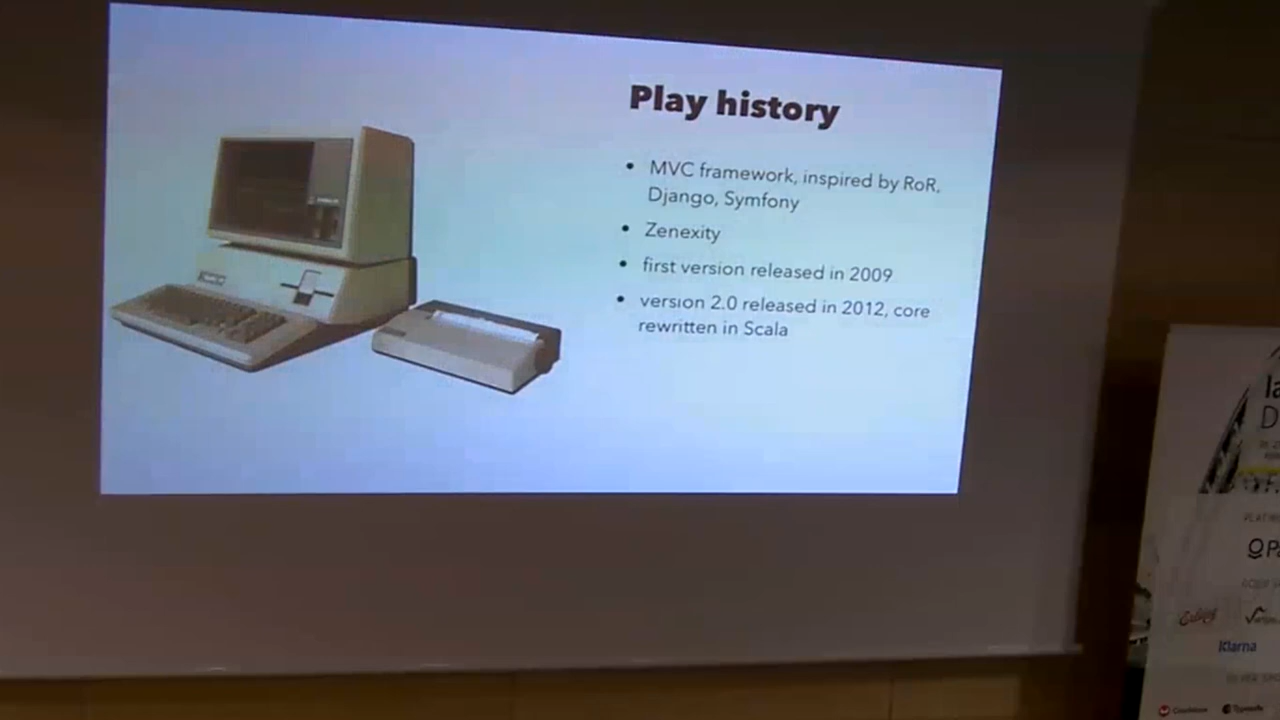 Play history
• MVC framework, inspired by RoR,
Django, Symfony
• Zenexity
• first version released in 2009
• version 2.0 released in 2012, core
rewritten in Scala
Klarna